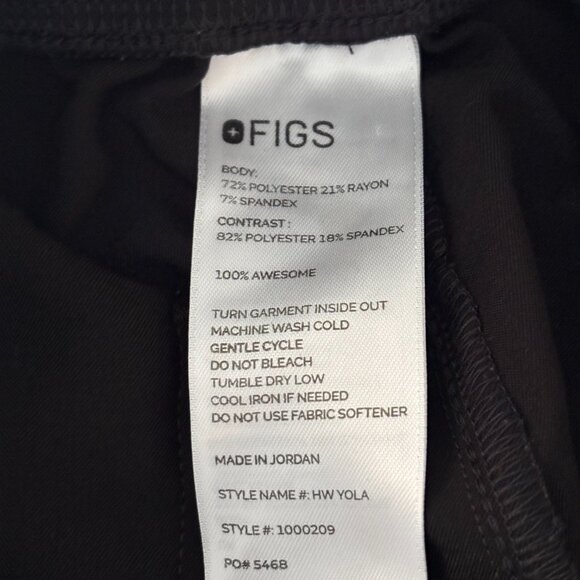 FIGS
BODY:
72% POLYESTER 21% RAYON
7% SPANDEX
CONTRAST :
82% POLYESTER 18% SPANDEX
100% AWESOME
TURN GARMENT INSIDE OUT
MACHINE WASH COLD
GENTLE CYCLE
DO NOT BLEACH
TUMBLE DRY LOW
COOL IRON IF NEEDED
DO NOT USE FABRIC SOFTENER
MADE IN JORDAN
STYLE NAME #: HW YOLA
STYLE #: 1000209
PO# 5468